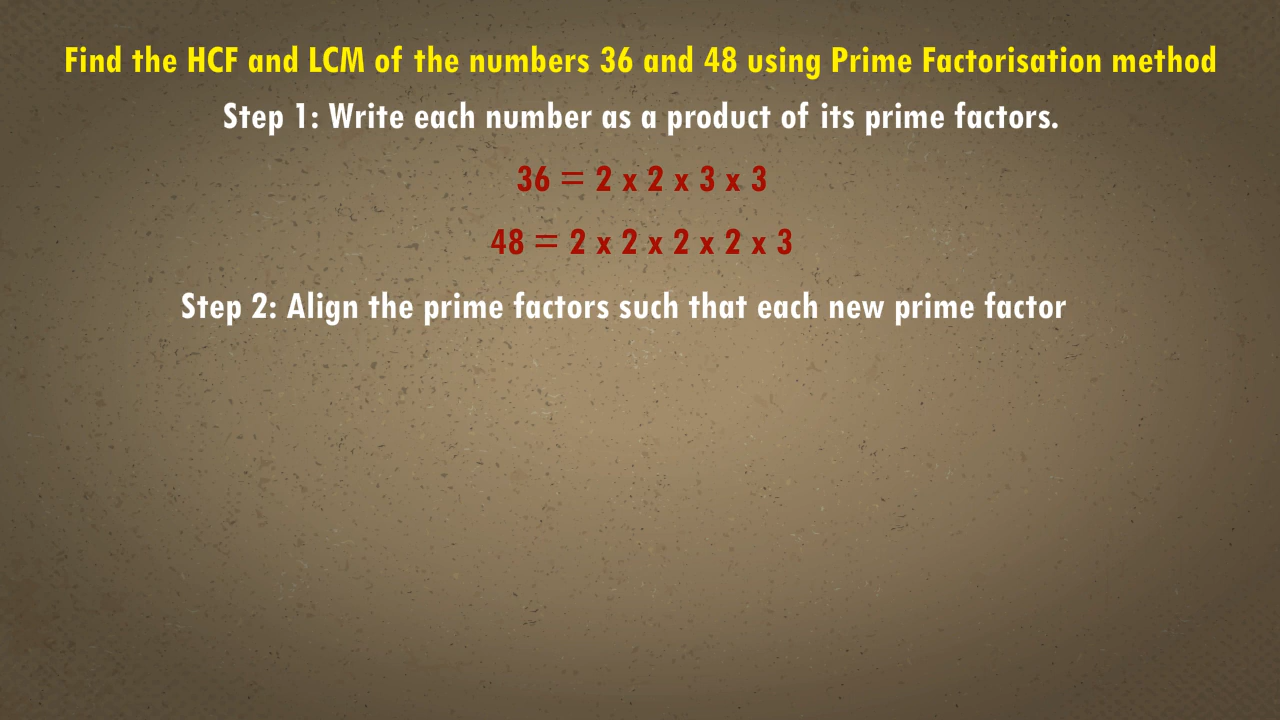 Find the HCF and LCM of the numbers 36 and 48 using Prime Factorisation method
Step 1: Write each number as a product of its prime factors.
36 = 2 x 2 x 3 x 3
48 = 2 x 2 x 2 x 2 x 3
Step 2: Align the prime factors such that each new prime factor